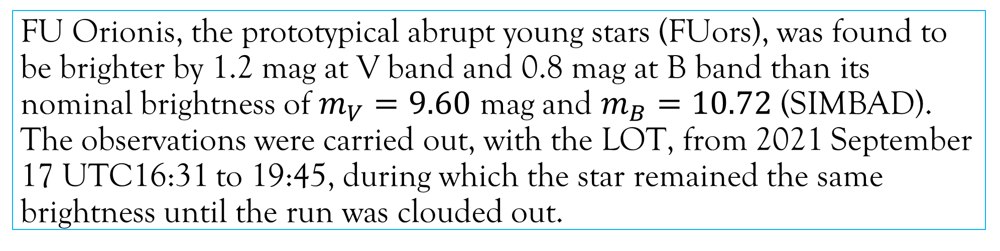 FU Orionis, the prototypical abrupt young stars (FUors), was found to
be brighter by 1.2 mag at V band and 0.8 mag at B band than its
nominal brightness of m_V = 9.60 mag and m_B = 10.72 (SIMBAD).
The observations were carried out, with the LOT, from 2021 September
17 UTC16:31 to 19:45, during which the star remained the same
brightness until the run was clouded out.